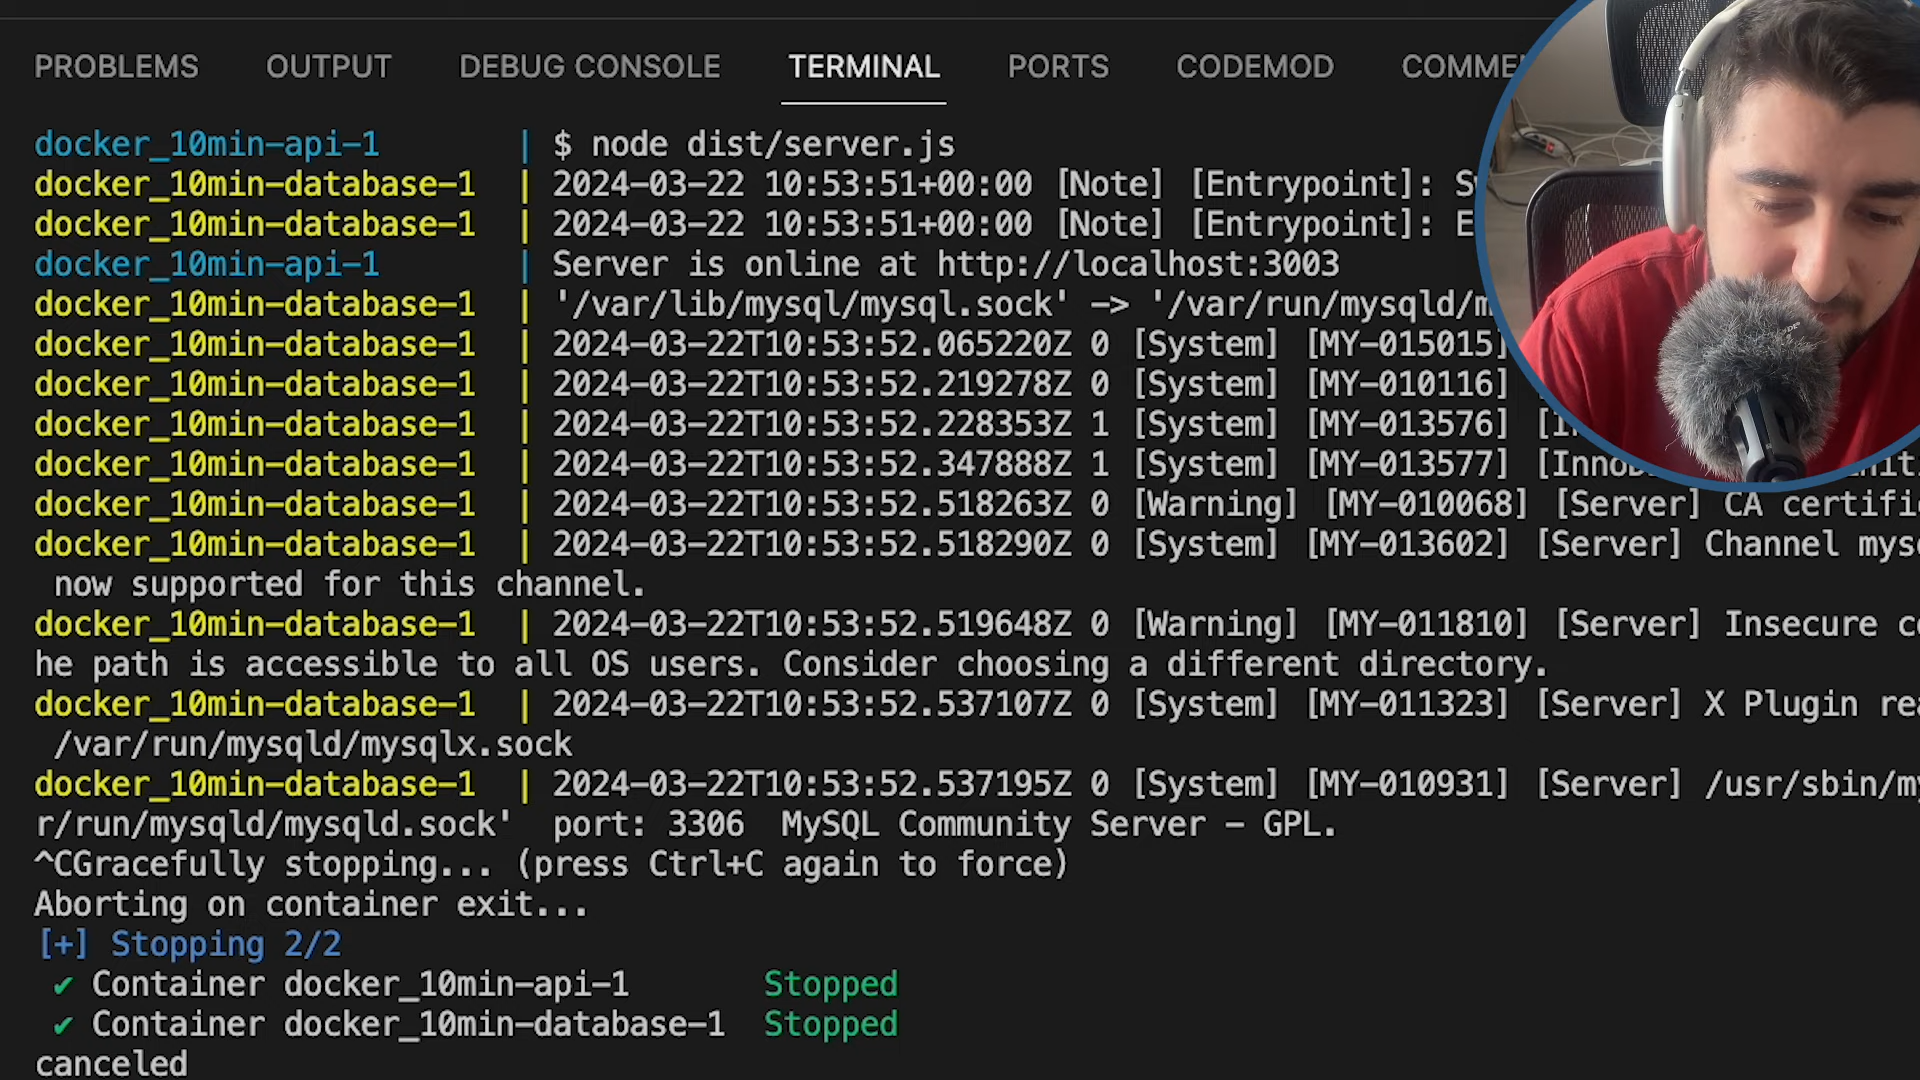 PROBLEMS OUTPUT DEBUG CONSOLE TERMINAL PORTS CODEMOD
docker_10min-api-1 | $ node dist/server.js
docker_10min-database-1 | 2024-03-22 10:53:51+00:00 [Note] [Entrypoint]:
docker_10min-database-1 | 2024-03-22 10:53:51+00:00 [Note] [Entrypoint]:
docker_10min-api-1 | Server is online at http://localhost:3003
docker_10min-database-1 | '/var/lib/mysql/mysql.sock' -> '/var/run/mysqld/
docker_10min-database-1 | 2024-03-22T10:53:52.065220Z 0 [System] [MY-015015]
docker_10min-database-1 | 2024-03-22T10:53:52.219278Z 0 [System] [MY-010116]
docker_10min-database-1 | 2024-03-22T10:53:52.228353Z 1 [System] [MY-013576]
docker_10min-database-1 | 2024-03-22T10:53:52.347888Z 1 [System] [MY-013577]
docker_10min-database-1 | 2024-03-22T10:53:52.518263Z 0 [Warning] [MY-010068] [Server] CA certifi
docker_10min-database-1 | 2024-03-22T10:53:52.518290Z 0 [System] [MY-013602] [Server] Channel mys
now supported for this channel.
docker_10min-database-1 | 2024-03-22T10:53:52.519648Z 0 [Warning] [MY-011810] [Server] Insecure c
he path is accessible to all OS users. Consider choosing a different directory.
docker_10min-database-1 | 2024-03-22T10:53:52.537107Z 0 [System] [MY-011323] [Server] X Plugin rea
/var/run/mysqld/mysqlx.sock
docker_10min-database-1 | 2024-03-22T10:53:52.537195Z 0 [System] [MY-010931] [Server] /usr/sbin/my
r/run/mysqld/mysqld.sock' port: 3306 MySQL Community Server - GPL.
^CGracefully stopping... (press Ctrl+C again to force)
Aborting on container exit...
[+] Stopping 2/2
✔ Container docker_10min-api-1 Stopped
✔ Container docker_10min-database-1 Stopped
canceled